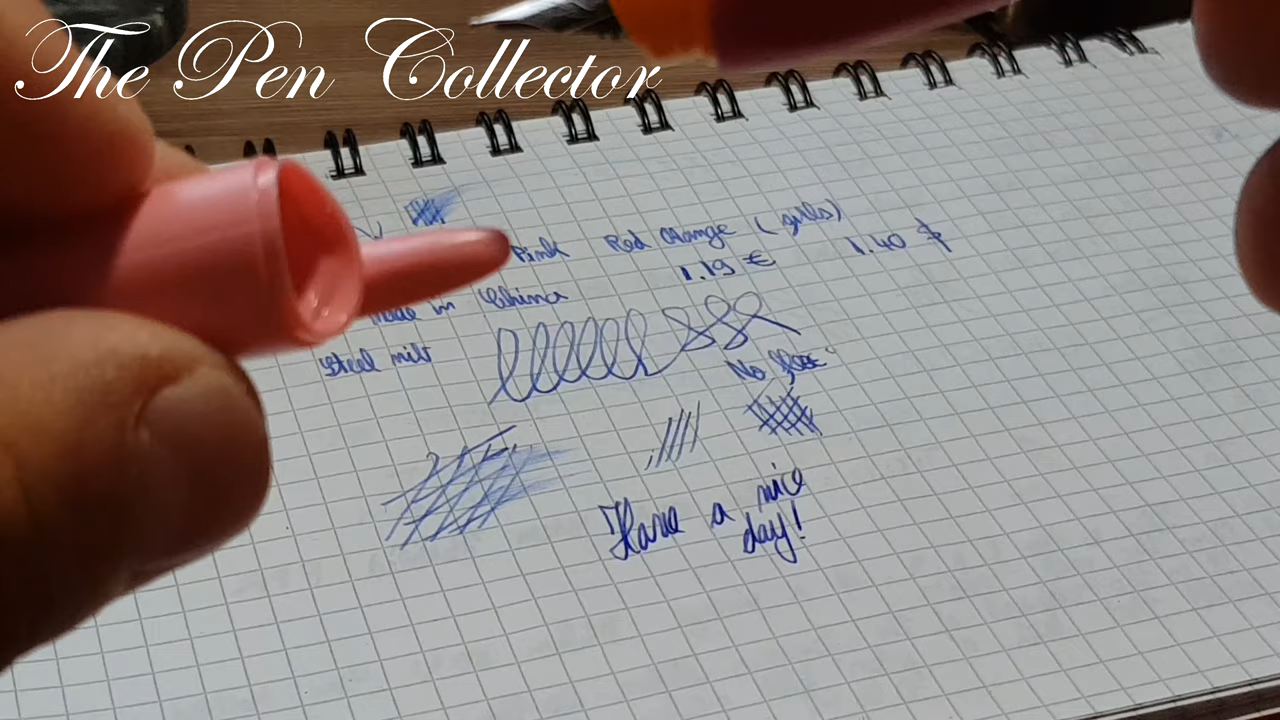 The Pen Collector
Pink Red Orange (girls)
1.19 € 1.40 $
made in China
Steel nib
No flex
Have a nice
day!